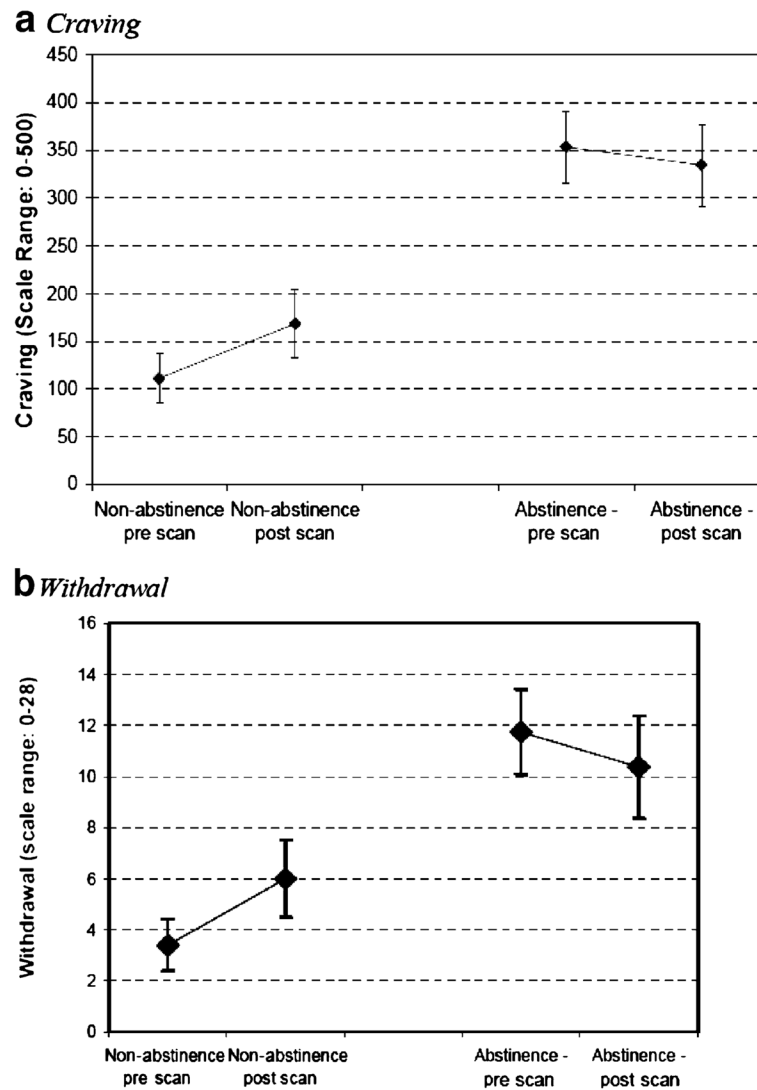 a Craving
Craving (Scale Range: 0-500)
450
400
350
300
250
200
150
100
50
0
Non-abstinence Non-abstinence Abstinence - Abstinence -
pre scan post scan pre scan post scan
b Withdrawal
Withdrawal (scale range: 0-28)
16
14
12
10
8
6
4
2
0
Non-abstinence Non-abstinence Abstinence - Abstinence -
pre scan post scan pre scan post scan